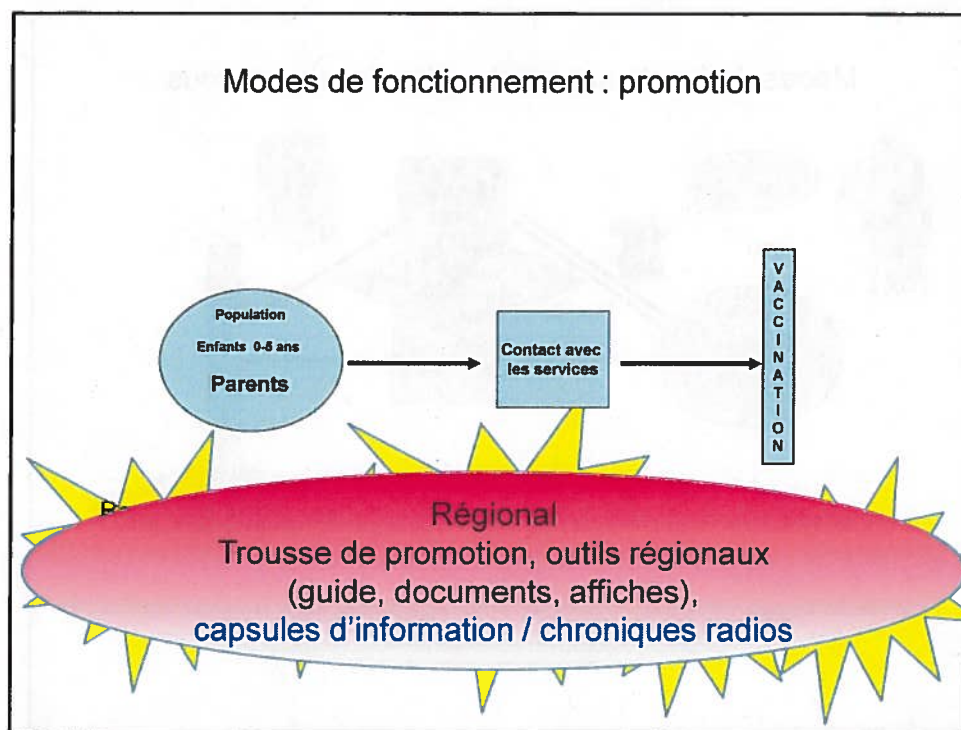 Modes de fonctionnement : promotion
Population
Enfants 0-5 ans
Parents
Contact avec
les services
VACCINATION
Régional
Trousse de promotion, outils régionaux
(guide, documents, affiches),
capsules d'information / chroniques radios